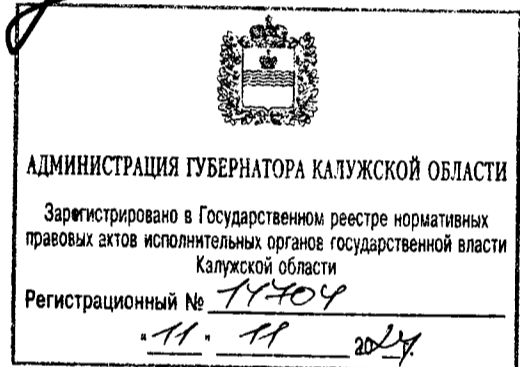 АДМИНИСТРАЦИЯ ГУБЕРНАТОРА КАЛУЖСКОЙ ОБЛАСТИ
Зарегистрировано в Государственном реестре нормативных
правовых актов исполнительных органов государственной власти
Калужской области
Регистрационный № 14704
" 11 " 11 2024 г.